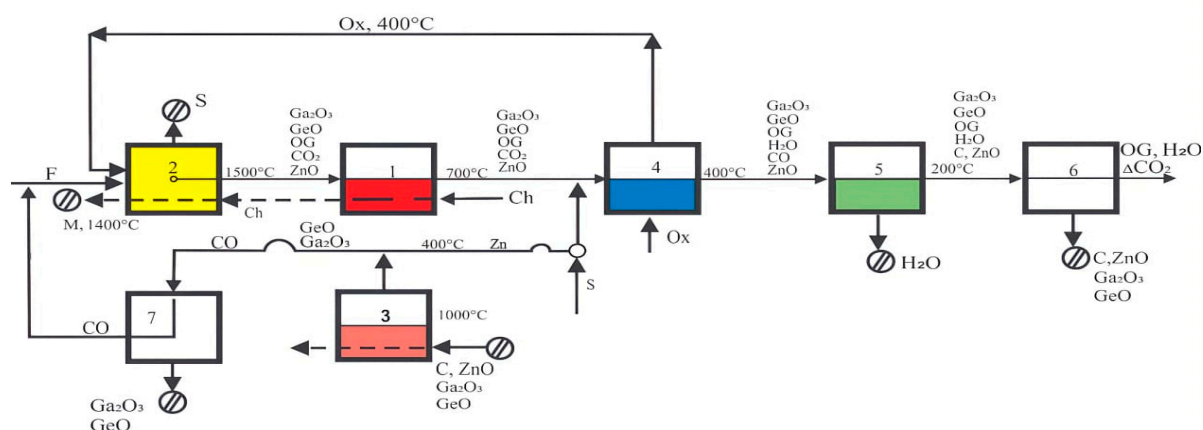 Ox, 400°C
S
F
2
1500°C
Ga₂O₃
GeO
OG
CO₂
ZnO
1
700°C
Ga₂O₃
GeO
OG
CO₂
ZnO
4
400°C
Ga₂O₃
GeO
OG
H₂O
CO
ZnO
5
200°C
Ga₂O₃
GeO
OG
H₂O
C, ZnO
6
OG, H₂O
ΔCO₂
M, 1400°C
Ch
Ch
Ox
H₂O
C,ZnO
Ga₂O₃
GeO
CO
GeO
Ga₂O₃
400°C
Zn
S
7
CO
3
1000°C
C, ZnO
Ga₂O₃
GeO
Ga₂O₃
GeO